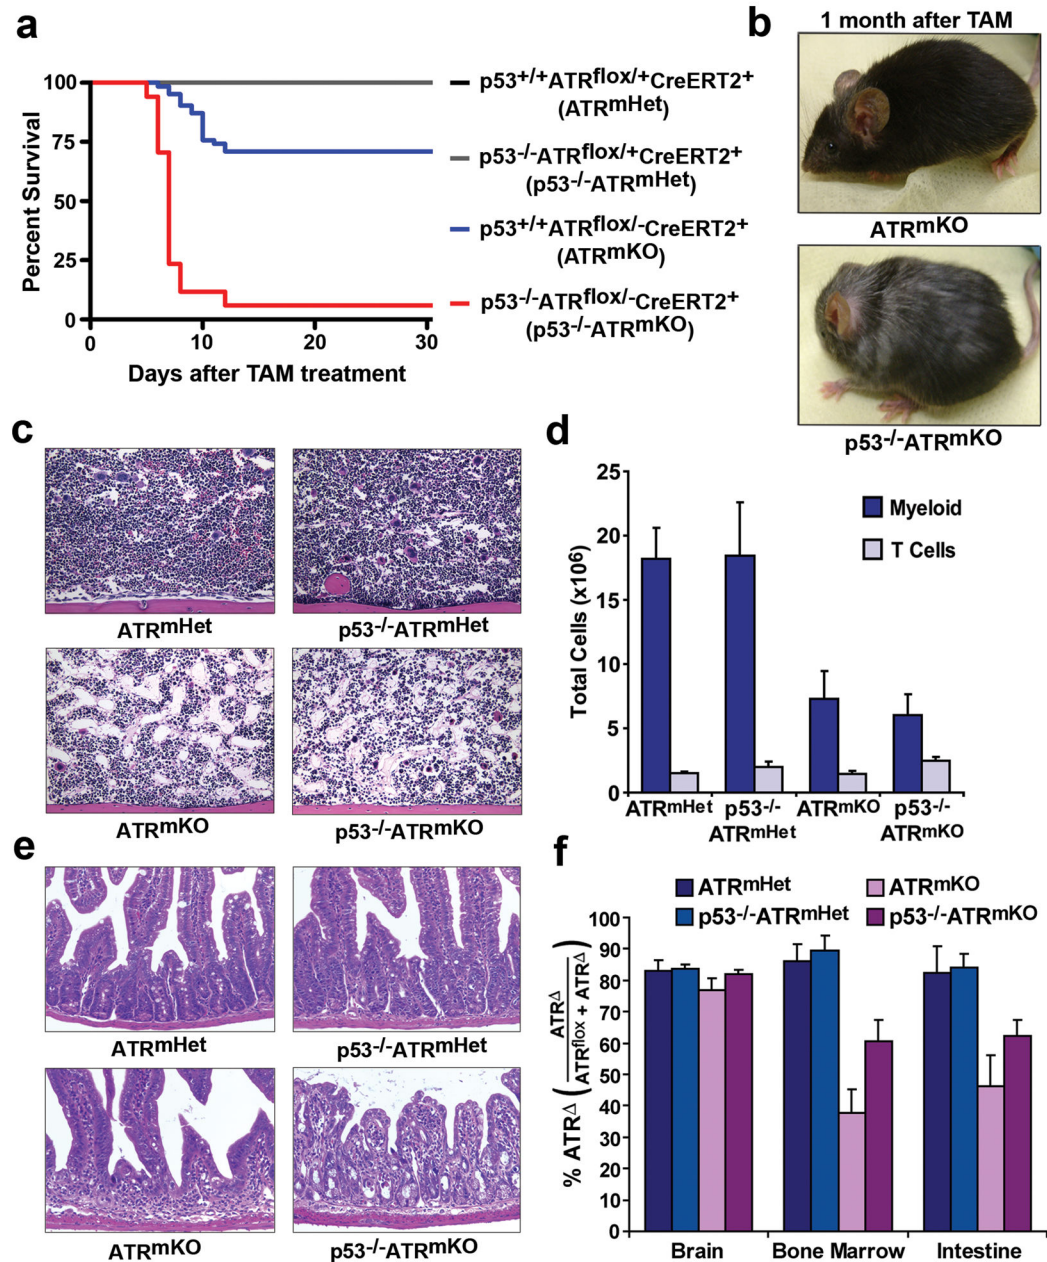 a
100
75
50
25
0
Percent Survival
0 10 20 30
Days after TAM treatment
p53+/+ATRflox/+CreERT2+
(ATRmHet)
p53-/-ATRflox/+CreERT2+
(p53-/-ATRmHet)
p53+/+ATRflox/-CreERT2+
(ATRmKO)
p53-/-ATRflox/-CreERT2+
(p53-/-ATRmKO)
b
1 month after TAM
ATRmKO
p53-/-ATRmKO
c
ATRmHet
p53-/-ATRmHet
ATRmKO
p53-/-ATRmKO
d
25
20
15
10
5
0
Total Cells (x10⁶)
Myeloid
T Cells
ATRmHet
p53-/-
ATRmHet
ATRmKO
p53-/-
ATRmKO
e
ATRmHet
p53-/-ATRmHet
ATRmKO
p53-/-ATRmKO
f
ATRmHet
p53-/-ATRmHet
ATRmKO
p53-/-ATRmKO
100
90
80
70
60
50
40
30
20
10
0
% ATRΔ (ATRΔ / ATRflox + ATRΔ)
Brain
Bone Marrow
Intestine